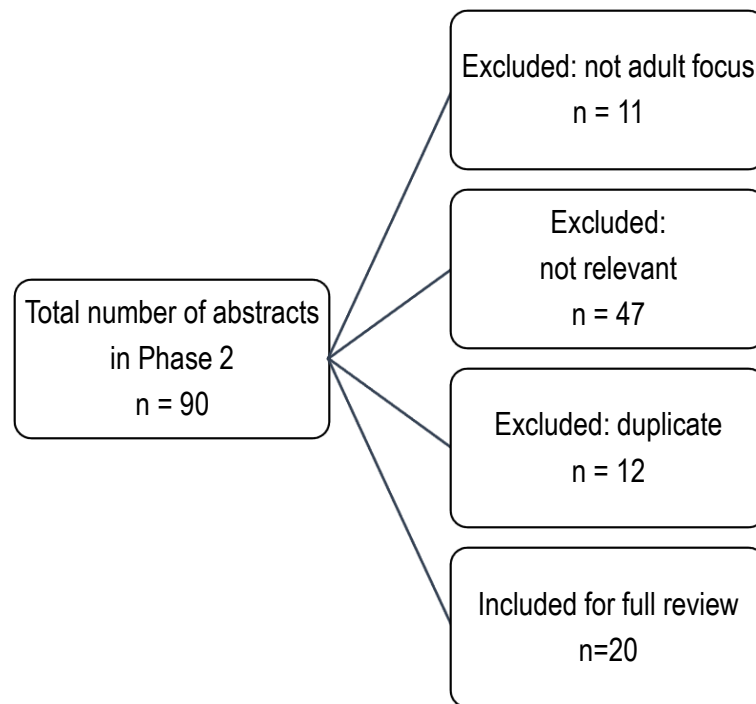 Excluded: not adult focus
n = 11
Excluded:
not relevant
n = 47
Total number of abstracts
in Phase 2
n = 90
Excluded: duplicate
n = 12
Included for full review
n=20